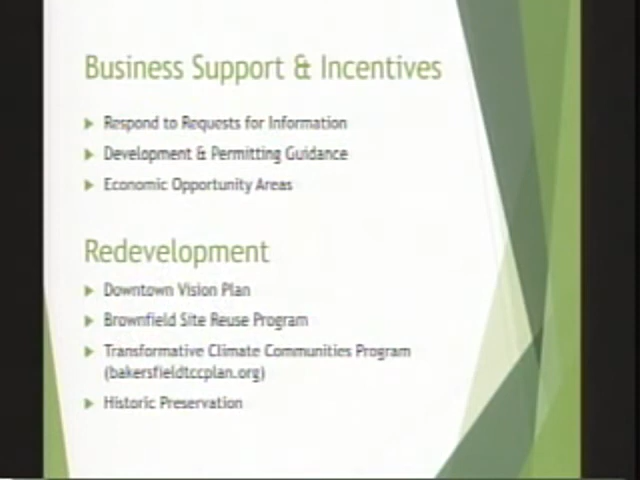 Business Support & Incentives
Respond to Requests for Information
Development & Permitting Guidance
Economic Opportunity Areas
Redevelopment
Downtown Vision Plan
Brownfield Site Reuse Program
Transformative Climate Communities Program
(bakersfieldtccplan.org)
Historic Preservation